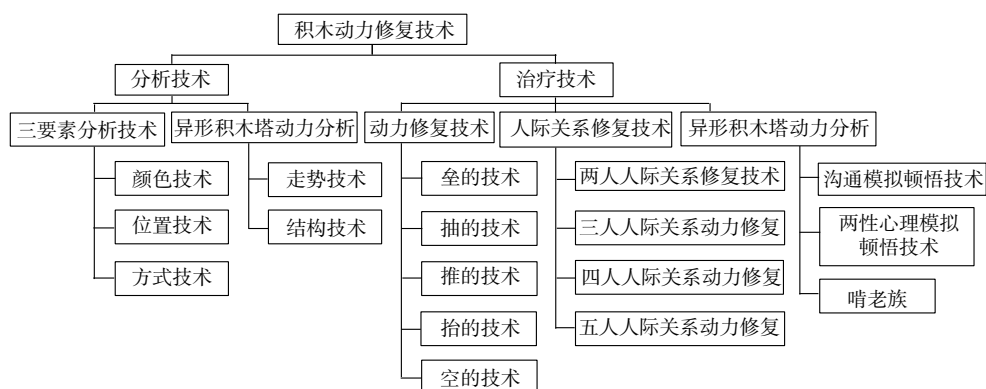 积木动力修复技术
分析技术
治疗技术
三要素分析技术
异形积木塔动力分析
动力修复技术
人际关系修复技术
异形积木塔动力分析
颜色技术
位置技术
方式技术
走势技术
结构技术
垒的技术
抽的技术
推的技术
抬的技术
空的技术
两人人际关系修复技术
三人人际关系动力修复
四人人际关系动力修复
五人人际关系动力修复
沟通模拟顿悟技术
两性心理模拟
顿悟技术
啃老族